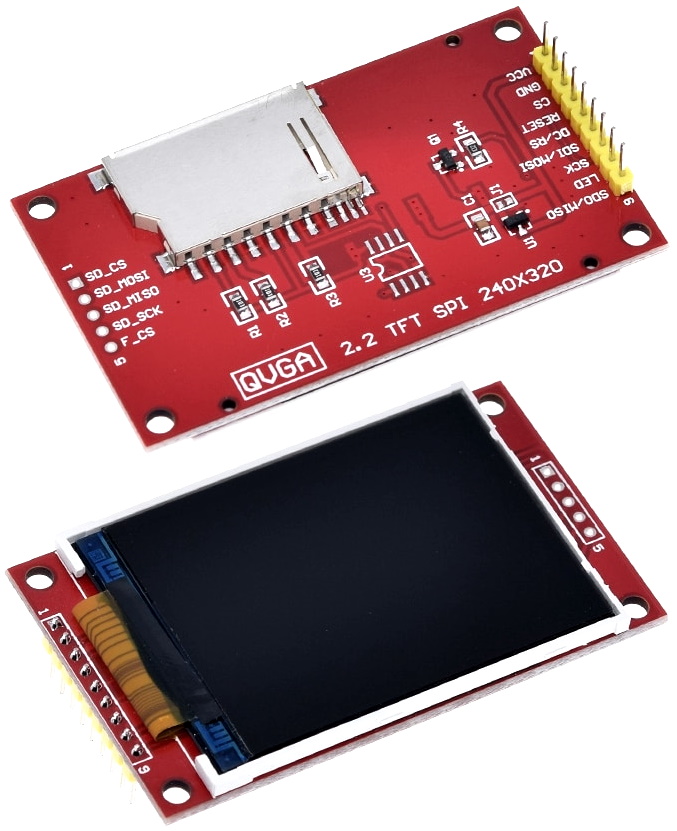 VCC
GND
CS
RESET
DC/RS
SDI/MOSI
SCK
LED
SDO/MISO
9
Q1
R4
C1
J1
U1
U3
1
SD_CS
SD_MOSI
SD_MISO
SD_SCK
F_CS
5
R1
R2
R3
QVGA
2.2 TFT SPI 240X320
1
5
1
9